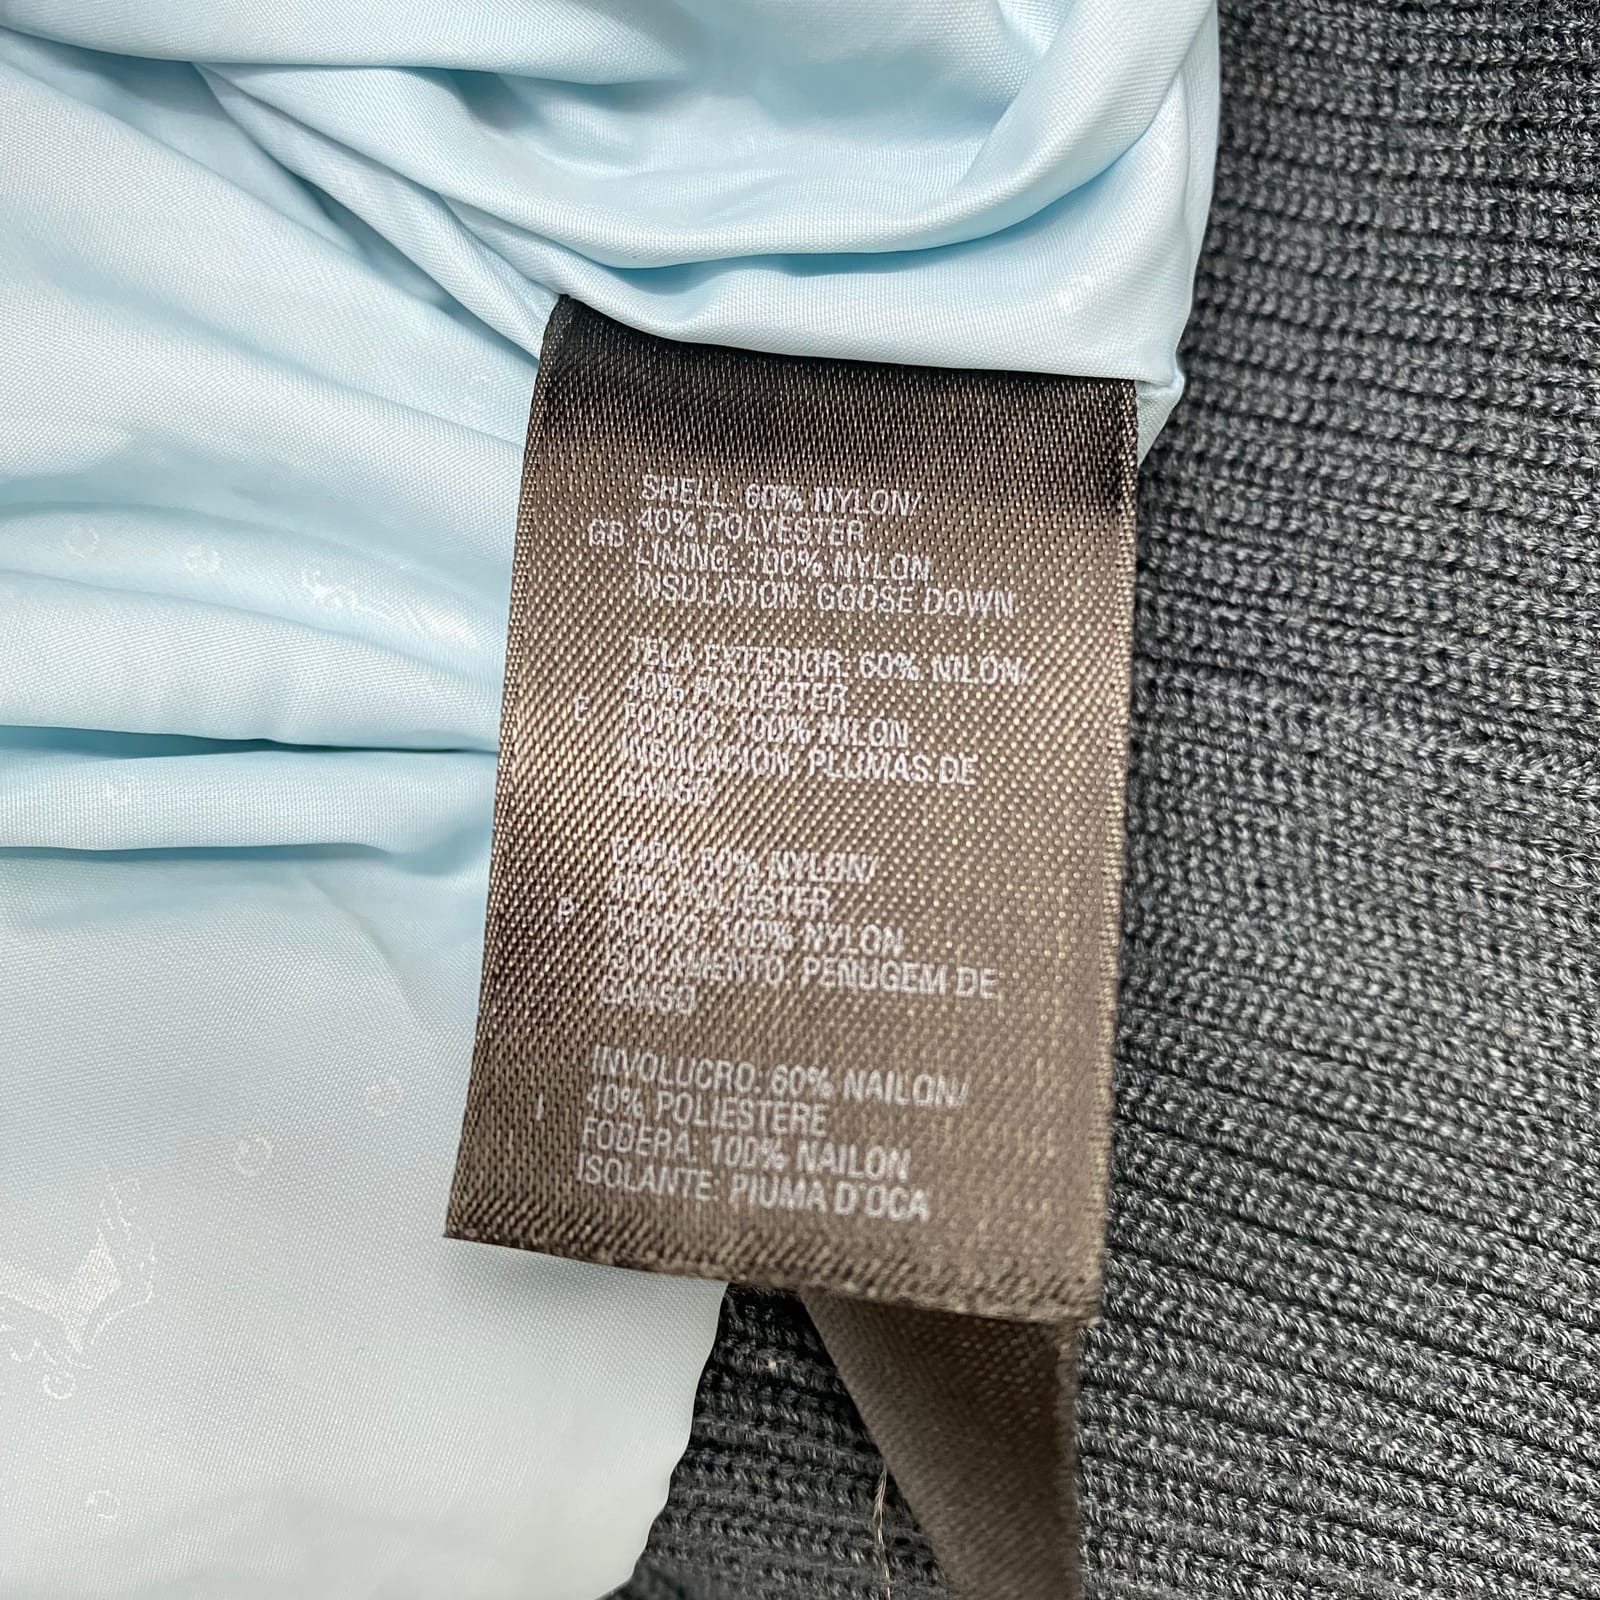 GB SHELL: 60% NYLON/
40% POLYESTER
LINING: 100% NYLON
INSULATION: GOOSE DOWN
E TELA EXTERIOR: 60% NILÓN/
40% POLIESTER
FORRO: 100% NILON
INSULACION: PLUMAS DE
GANSO
P CAPA: 60% NYLON/
40% POLIESTER
FORRO: 100% NYLON
ISOLAMENTO: PENUGEM DE
GANSO
I INVOLUCRO: 60% NAILON/
40% POLIESTERE
FODERA: 100% NAILON
ISOLANTE: PIUMA D'OCA